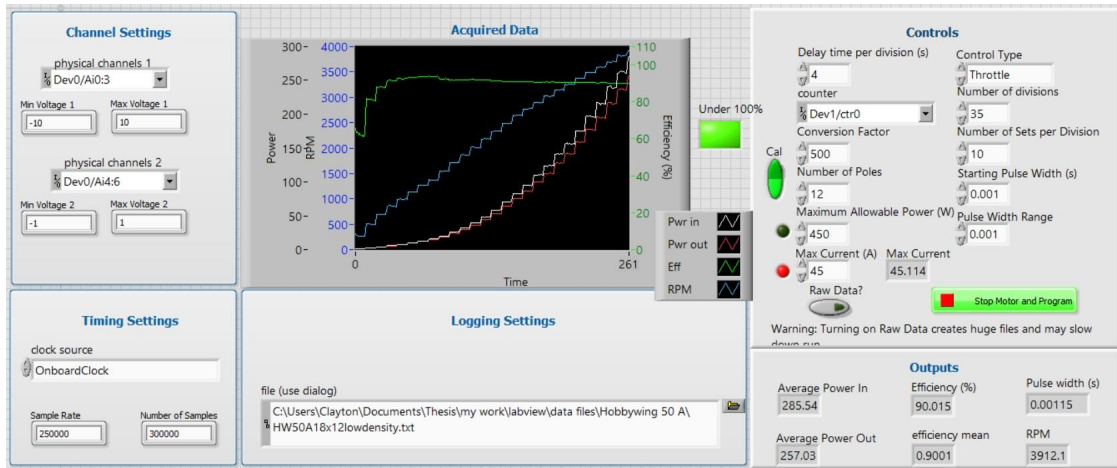 Channel Settings
physical channels 1
Dev0/Ai0:3
Min Voltage 1 Max Voltage 1
-10 10
physical channels 2
Dev0/Ai4:6
Min Voltage 2 Max Voltage 2
-1 1
Acquired Data
300- 4000 -110
3500 -100
250- 3000 -80
200- 2500
150- 2000 -60
100- 1500 -40
1000
50- 500 -20
0- 0 -0
Power
RPM
Efficiency (%)
0 261
Time
Under 100%
Pwr in
Pwr out
Eff
RPM
Controls
Delay time per division (s) Control Type
4 Throttle
counter Number of divisions
Dev1/ctr0 35
Conversion Factor Number of Sets per Division
Cal
500 10
Number of Poles Starting Pulse Width (s)
12 0.001
Maximum Allowable Power (W) Pulse Width Range
450 0.001
Max Current (A) Max Current
45 45.114
Raw Data?
Stop Motor and Program
Warning: Turning on Raw Data creates huge files and may slow
down run
Timing Settings
clock source
OnboardClock
Sample Rate Number of Samples
250000 300000
Logging Settings
file (use dialog)
C:\Users\Clayton\Documents\Thesis\my work\labview\data files\Hobbywing 50 A\
HW50A18x12lowdensity.txt
Outputs
Average Power In Efficiency (%) Pulse width (s)
285.54 90.015 0.00115
Average Power Out efficiency mean RPM
257.03 0.9001 3912.1